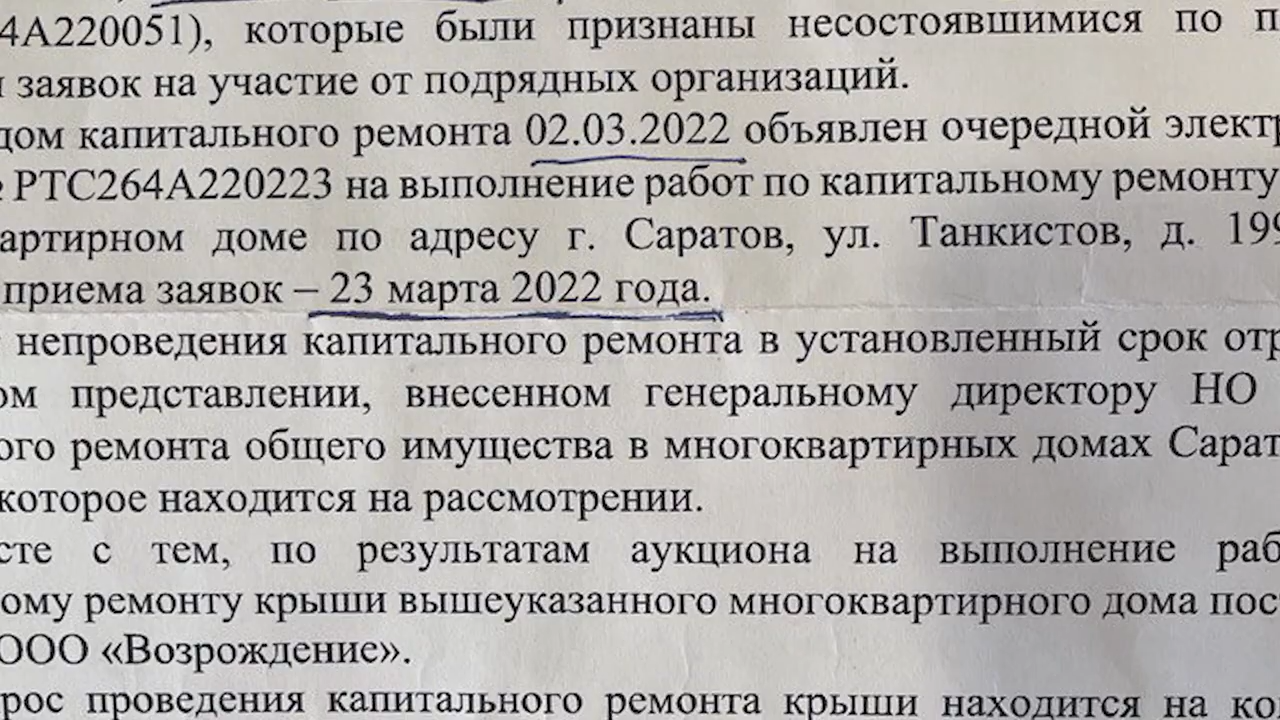 4А220051), которые были признаны несостоявшимися по п
заявок на участие от подрядных организаций.
дом капитального ремонта 02.03.2022 объявлен очередной электр
РТС264А220223 на выполнение работ по капитальному ремонту
артирном доме по адресу г. Саратов, ул. Танкистов, д. 199
приема заявок – 23 марта 2022 года.
непроведения капитального ремонта в установленный срок отр
ом представлении, внесенном генеральному директору НО
ого ремонта общего имущества в многоквартирных домах Сарат
которое находится на рассмотрении.
сте с тем, по результатам аукциона на выполнение раб
ому ремонту крыши вышеуказанного многоквартирного дома пос
ООО «Возрождение».
рос проведения капитального ремонта крыши находится на ко